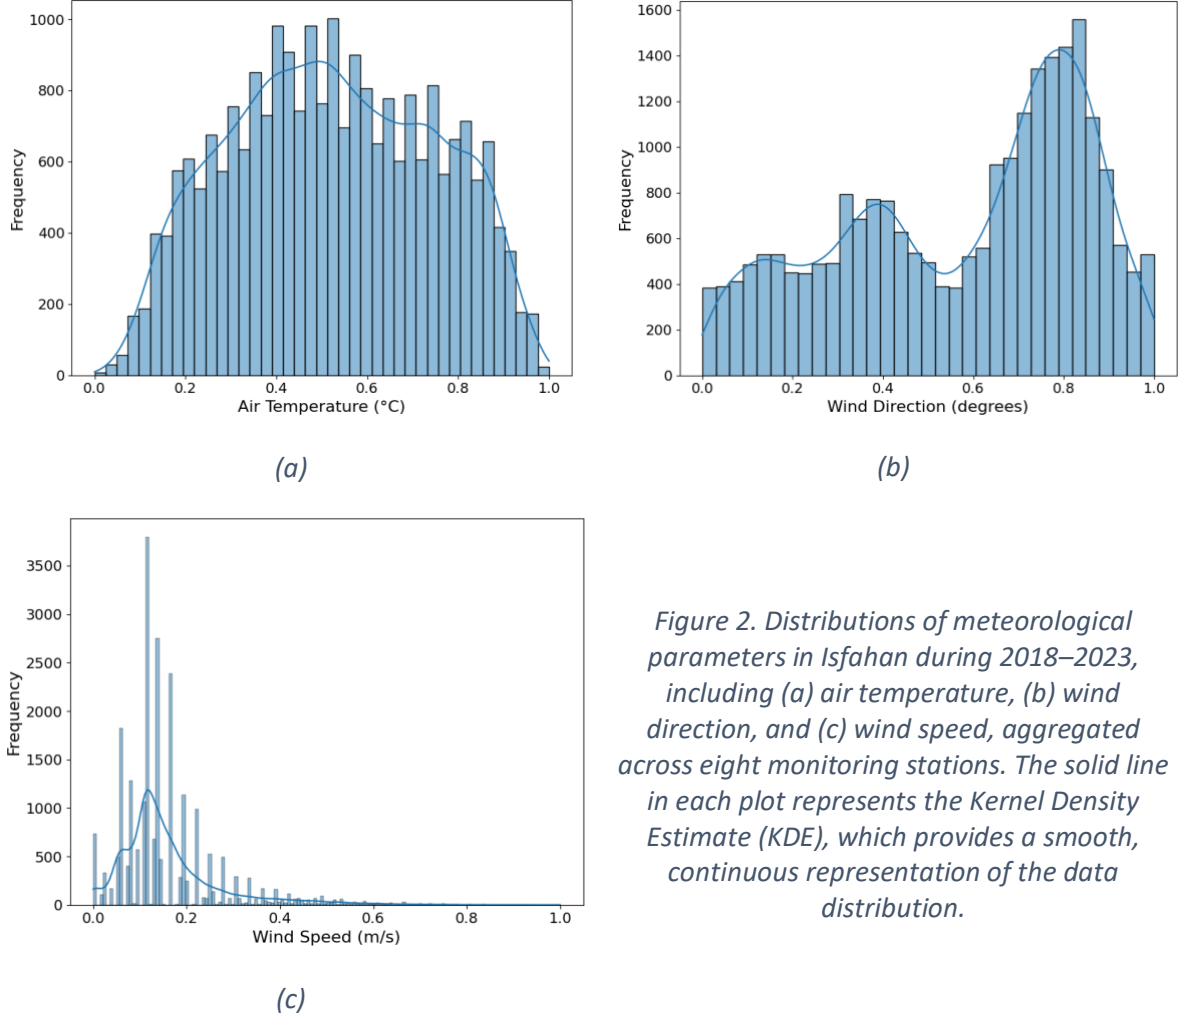 1000
800
600
400
200
0
Frequency
0.0 0.2 0.4 0.6 0.8 1.0
Air Temperature (°C)
(a)
1600
1400
1200
1000
800
600
400
200
0
Frequency
0.0 0.2 0.4 0.6 0.8 1.0
Wind Direction (degrees)
(b)
3500
3000
2500
2000
1500
1000
500
0
Frequency
0.0 0.2 0.4 0.6 0.8 1.0
Wind Speed (m/s)
(c)
Figure 2. Distributions of meteorological
parameters in Isfahan during 2018–2023,
including (a) air temperature, (b) wind
direction, and (c) wind speed, aggregated
across eight monitoring stations. The solid line
in each plot represents the Kernel Density
Estimate (KDE), which provides a smooth,
continuous representation of the data
distribution.